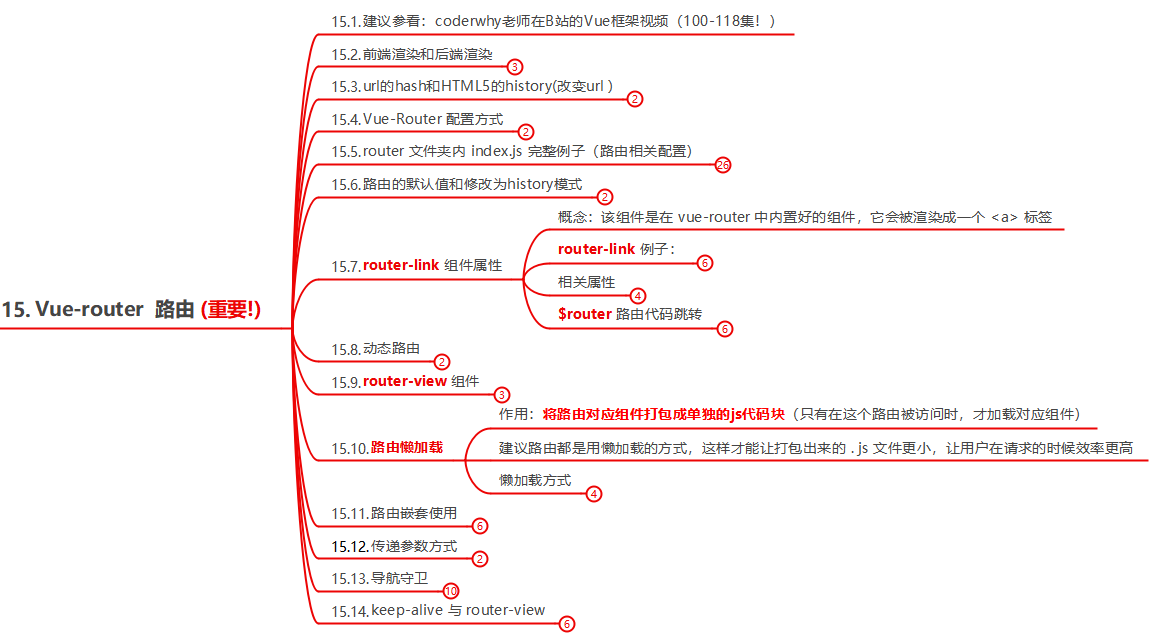 15. Vue-router 路由 (重要!)
15.1.建议参看：coderwhy老师在B站的Vue框架视频（100-118集！）
15.2.前端渲染和后端渲染
3
15.3.url的hash和HTML5的history(改变url )
2
15.4.Vue-Router 配置方式
2
15.5.router 文件夹内 index.js 完整例子（路由相关配置）
26
15.6.路由的默认值和修改为history模式
2
15.7.router-link 组件属性
概念：该组件是在 vue-router 中内置好的组件，它会被渲染成一个 <a> 标签
router-link 例子：
6
相关属性
4
$router 路由代码跳转
6
15.8.动态路由
2
15.9.router-view 组件
3
15.10.路由懒加载
作用：将路由对应组件打包成单独的js代码块（只有在这个路由被访问时，才加载对应组件）
建议路由都是用懒加载的方式，这样才能让打包出来的 .js 文件更小，让用户在请求的时候效率更高
懒加载方式
4
15.11.路由嵌套使用
6
15.12.传递参数方式
2
15.13.导航守卫
10
15.14.keep-alive 与 router-view
6